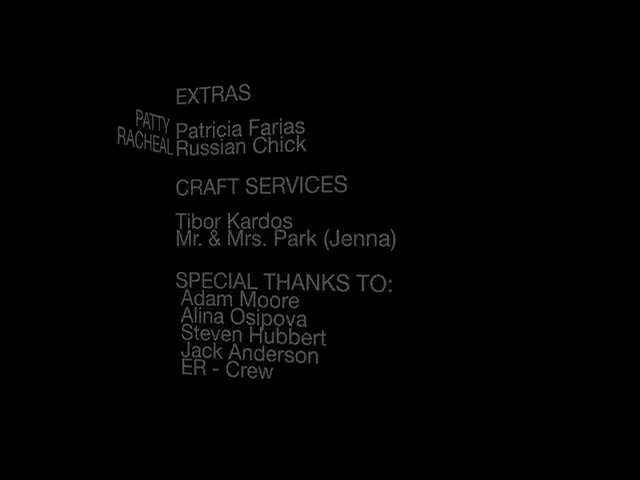 EXTRAS
PATTY Patricia Farias
RACHEAL Russian Chick
CRAFT SERVICES
Tibor Kardos
Mr. & Mrs. Park (Jenna)
SPECIAL THANKS TO:
Adam Moore
Alina Osipova
Steven Hubbert
Jack Anderson
ER - Crew